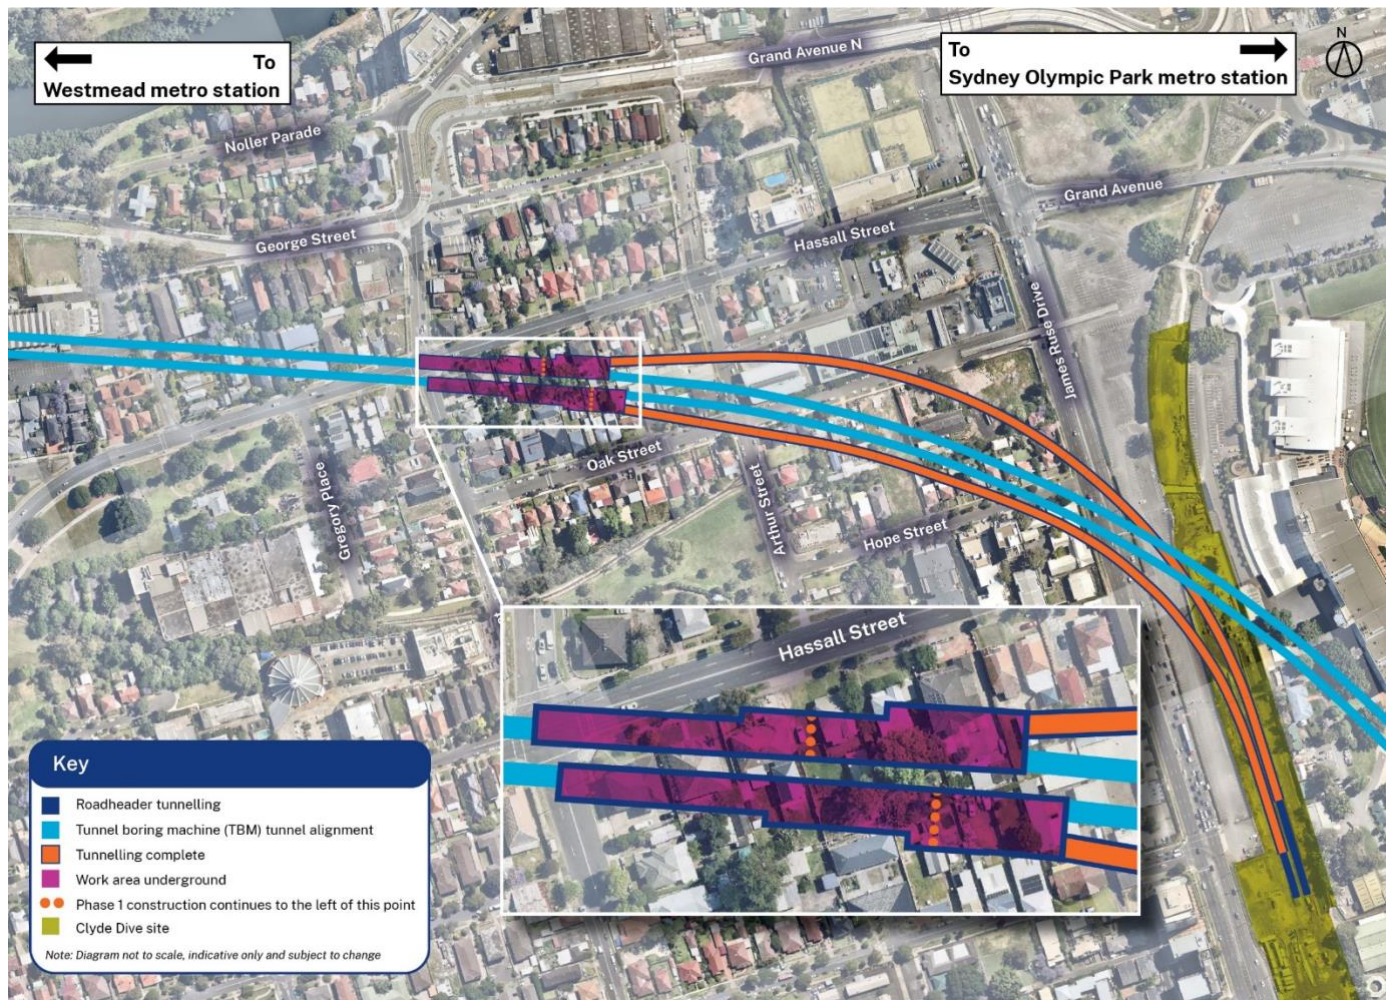 To
Westmead metro station
To
Sydney Olympic Park metro station
N
Grand Avenue N
Noller Parade
Grand Avenue
George Street
Hassall Street
James Ruse Drive
Oak Street
Gregory Place
Arthur Street
Hope Street
Hassall Street
Key
Roadheader tunnelling
Tunnel boring machine (TBM) tunnel alignment
Tunnelling complete
Work area underground
Phase 1 construction continues to the left of this point
Clyde Dive site
Note: Diagram not to scale, indicative only and subject to change